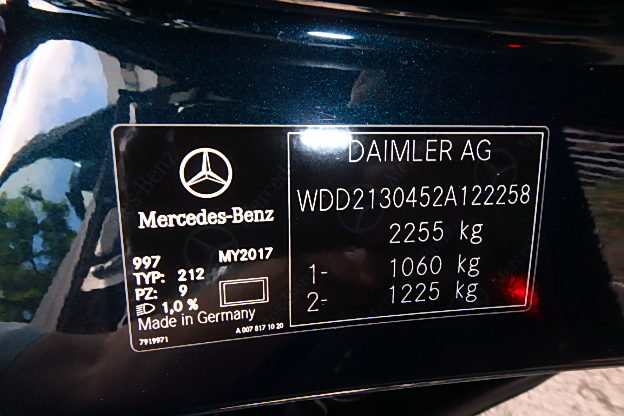 Mercedes-Benz
997 MY2017
TYP: 212
PZ: 9
1,0 %
Made in Germany
7919971 A 007 817 10 20
DAIMLER AG
WDD2130452A122258
2255 kg
1- 1060 kg
2- 1225 kg